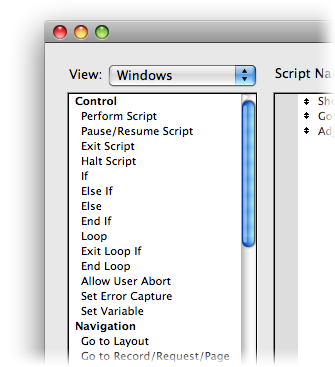 View: Windows
Script Na
Control
Perform Script
Pause/Resume Script
Exit Script
Halt Script
If
Else If
Else
End If
Loop
Exit Loop If
End Loop
Allow User Abort
Set Error Capture
Set Variable
Navigation
Go to Layout
Go to Record/Request/Page
Sho
Go
Adj